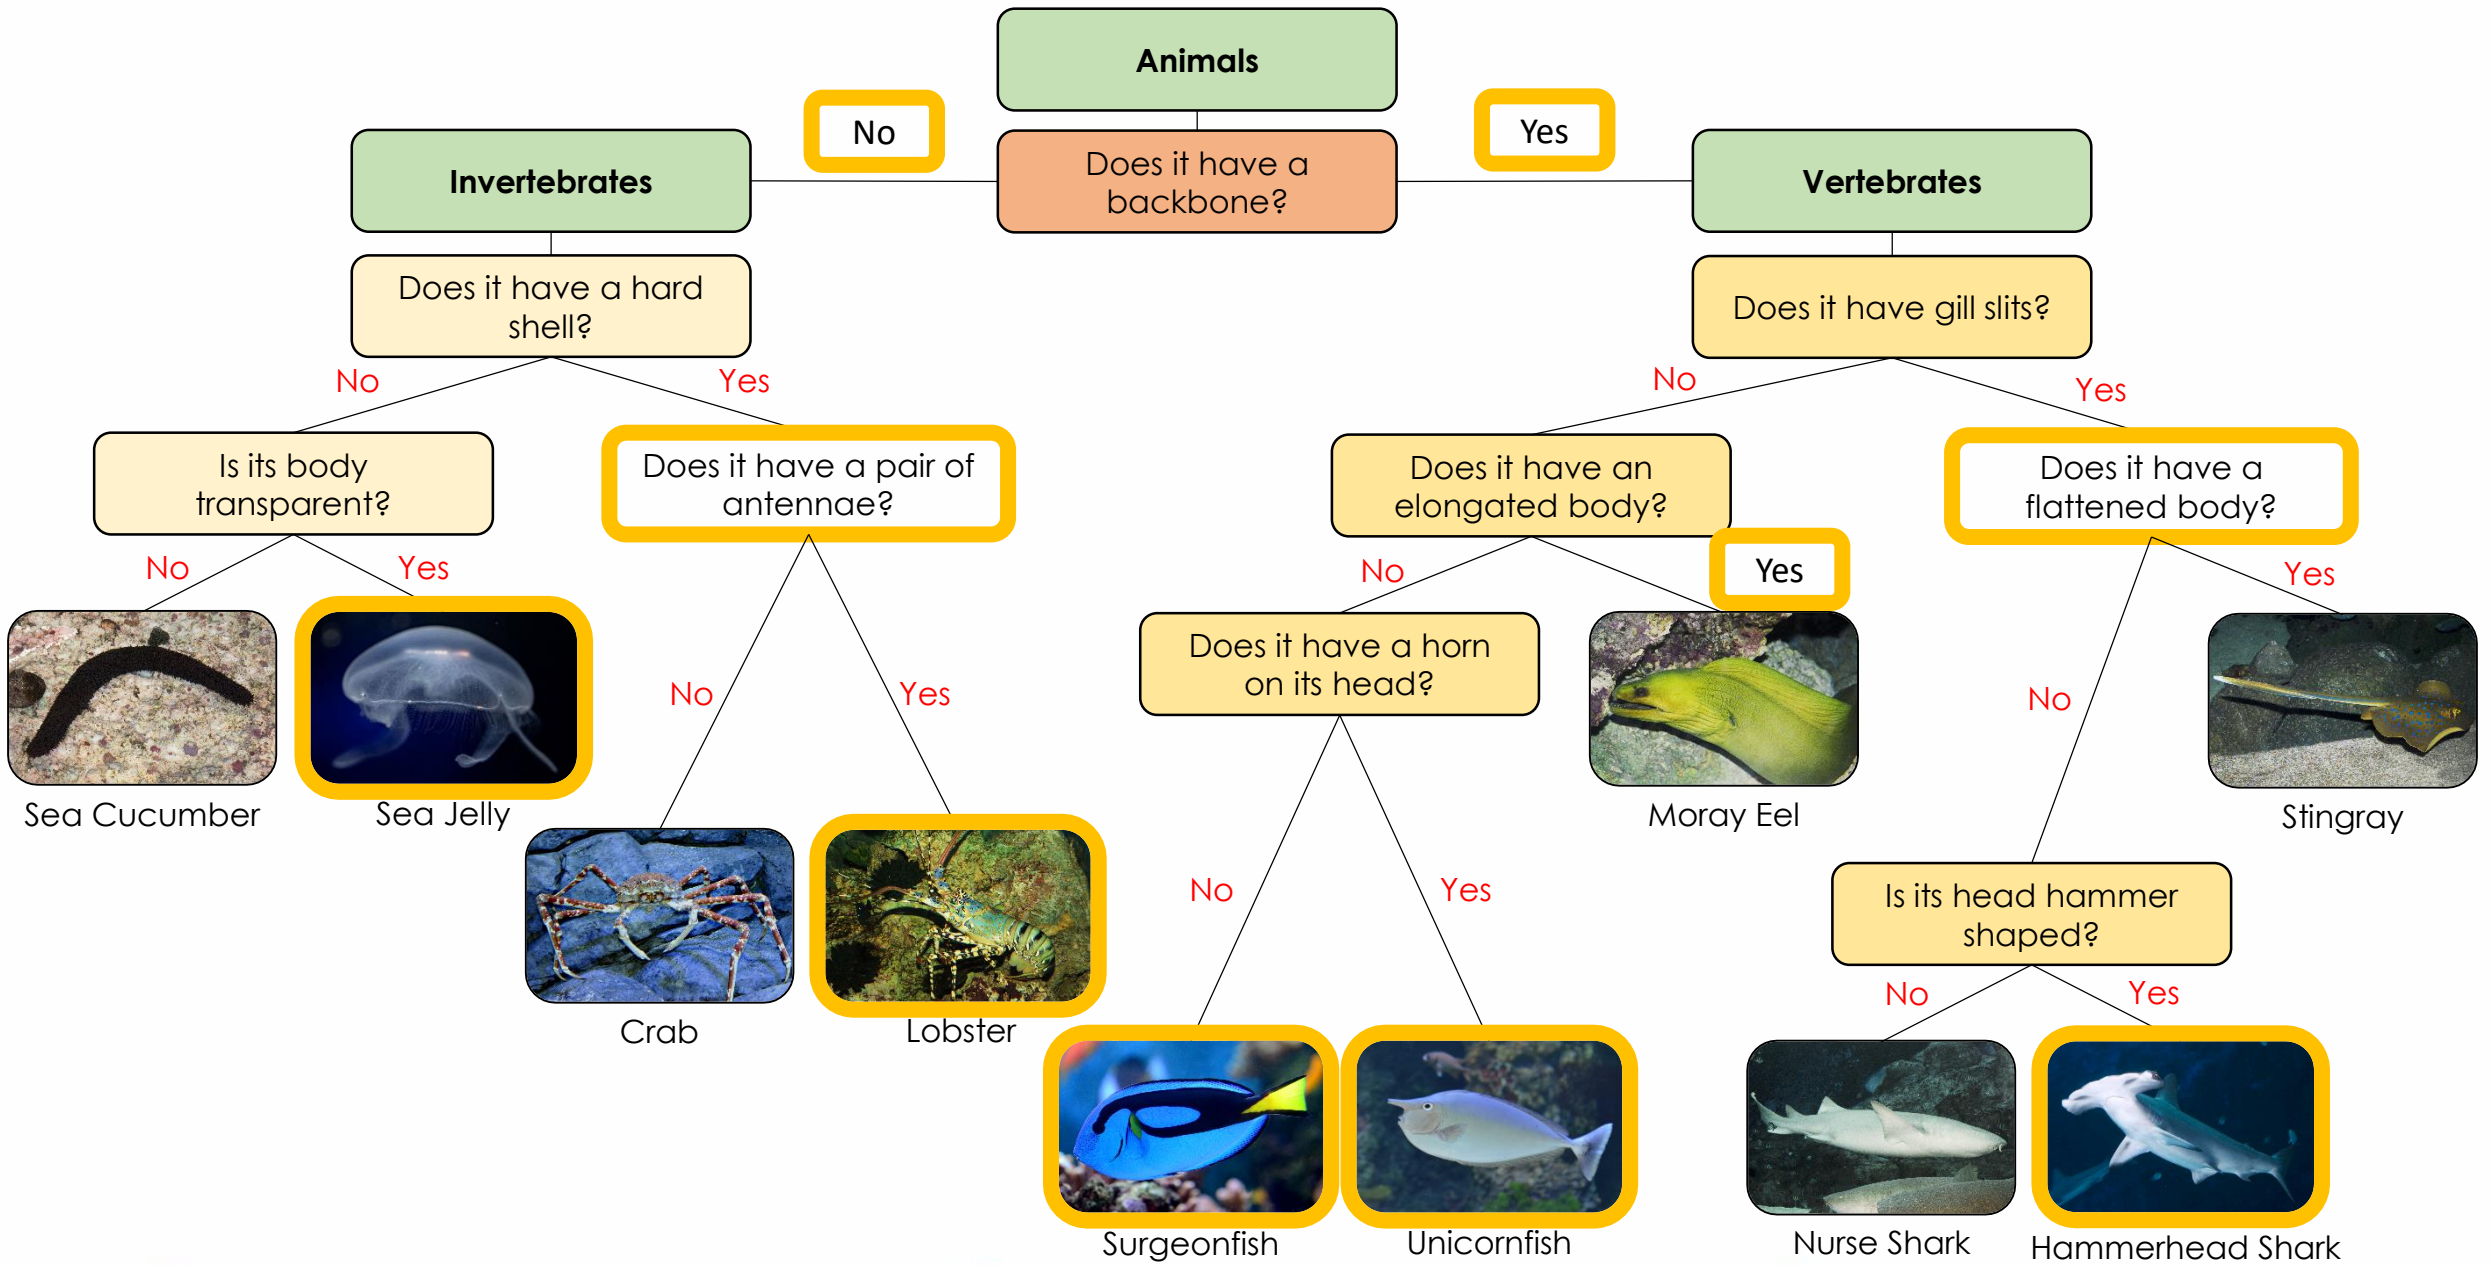 Animals
No
Yes
Invertebrates
Does it have a
backbone?
Vertebrates
Does it have a hard
shell?
Does it have gill slits?
No
Yes
No
Yes
Is its body
transparent?
Does it have a pair of
antennae?
Does it have an
elongated body?
Does it have a
flattened body?
No
Yes
No
Yes
Yes
Does it have a horn
on its head?
No
Yes
No
Sea Cucumber
Sea Jelly
Moray Eel
Stingray
No
Yes
Is its head hammer
shaped?
Crab
Lobster
No
Yes
Surgeonfish
Unicornfish
Nurse Shark
Hammerhead Shark